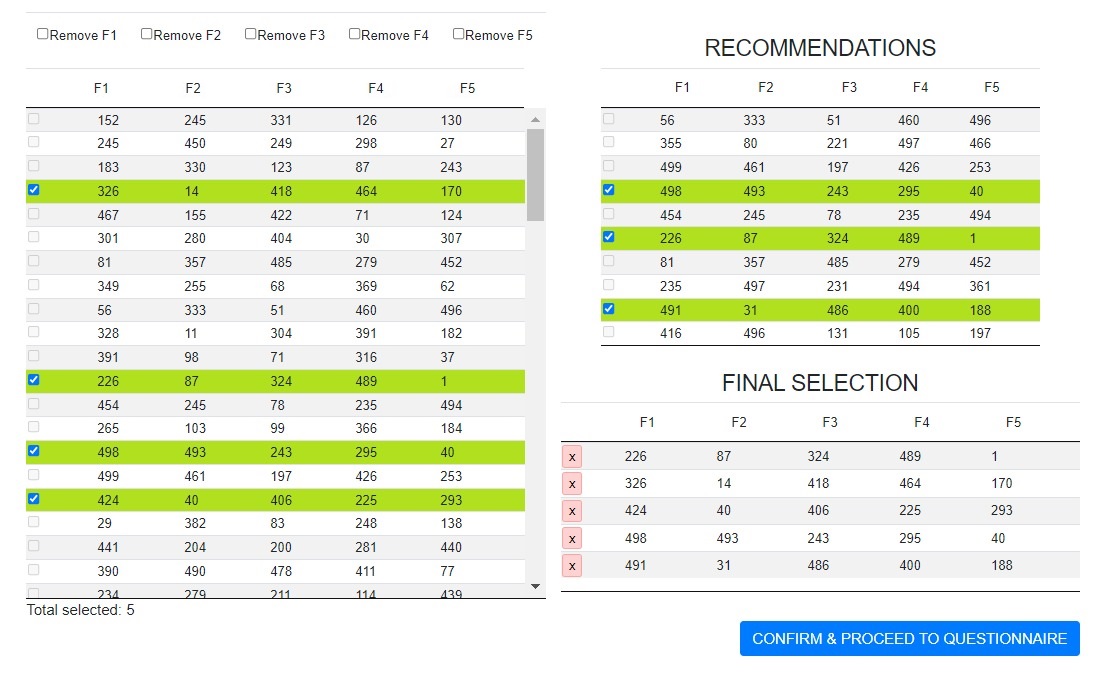 Remove F1 Remove F2 Remove F3 Remove F4 Remove F5
F1 F2 F3 F4 F5
152 245 331 126 130
245 450 249 298 27
183 330 123 87 243
326 14 418 464 170
467 155 422 71 124
301 280 404 30 307
81 357 485 279 452
349 255 68 369 62
56 333 51 460 496
328 11 304 391 182
391 98 71 316 37
226 87 324 489 1
454 245 78 235 494
265 103 99 366 184
498 493 243 295 40
499 461 197 426 253
424 40 406 225 293
29 382 83 248 138
441 204 200 281 440
390 490 478 411 77
234 279 211 114 439
Total selected: 5
RECOMMENDATIONS
F1 F2 F3 F4 F5
56 333 51 460 496
355 80 221 497 466
499 461 197 426 253
498 493 243 295 40
454 245 78 235 494
226 87 324 489 1
81 357 485 279 452
235 497 231 494 361
491 31 486 400 188
416 496 131 105 197
FINAL SELECTION
F1 F2 F3 F4 F5
x 226 87 324 489 1
x 326 14 418 464 170
x 424 40 406 225 293
x 498 493 243 295 40
x 491 31 486 400 188
CONFIRM & PROCEED TO QUESTIONNAIRE